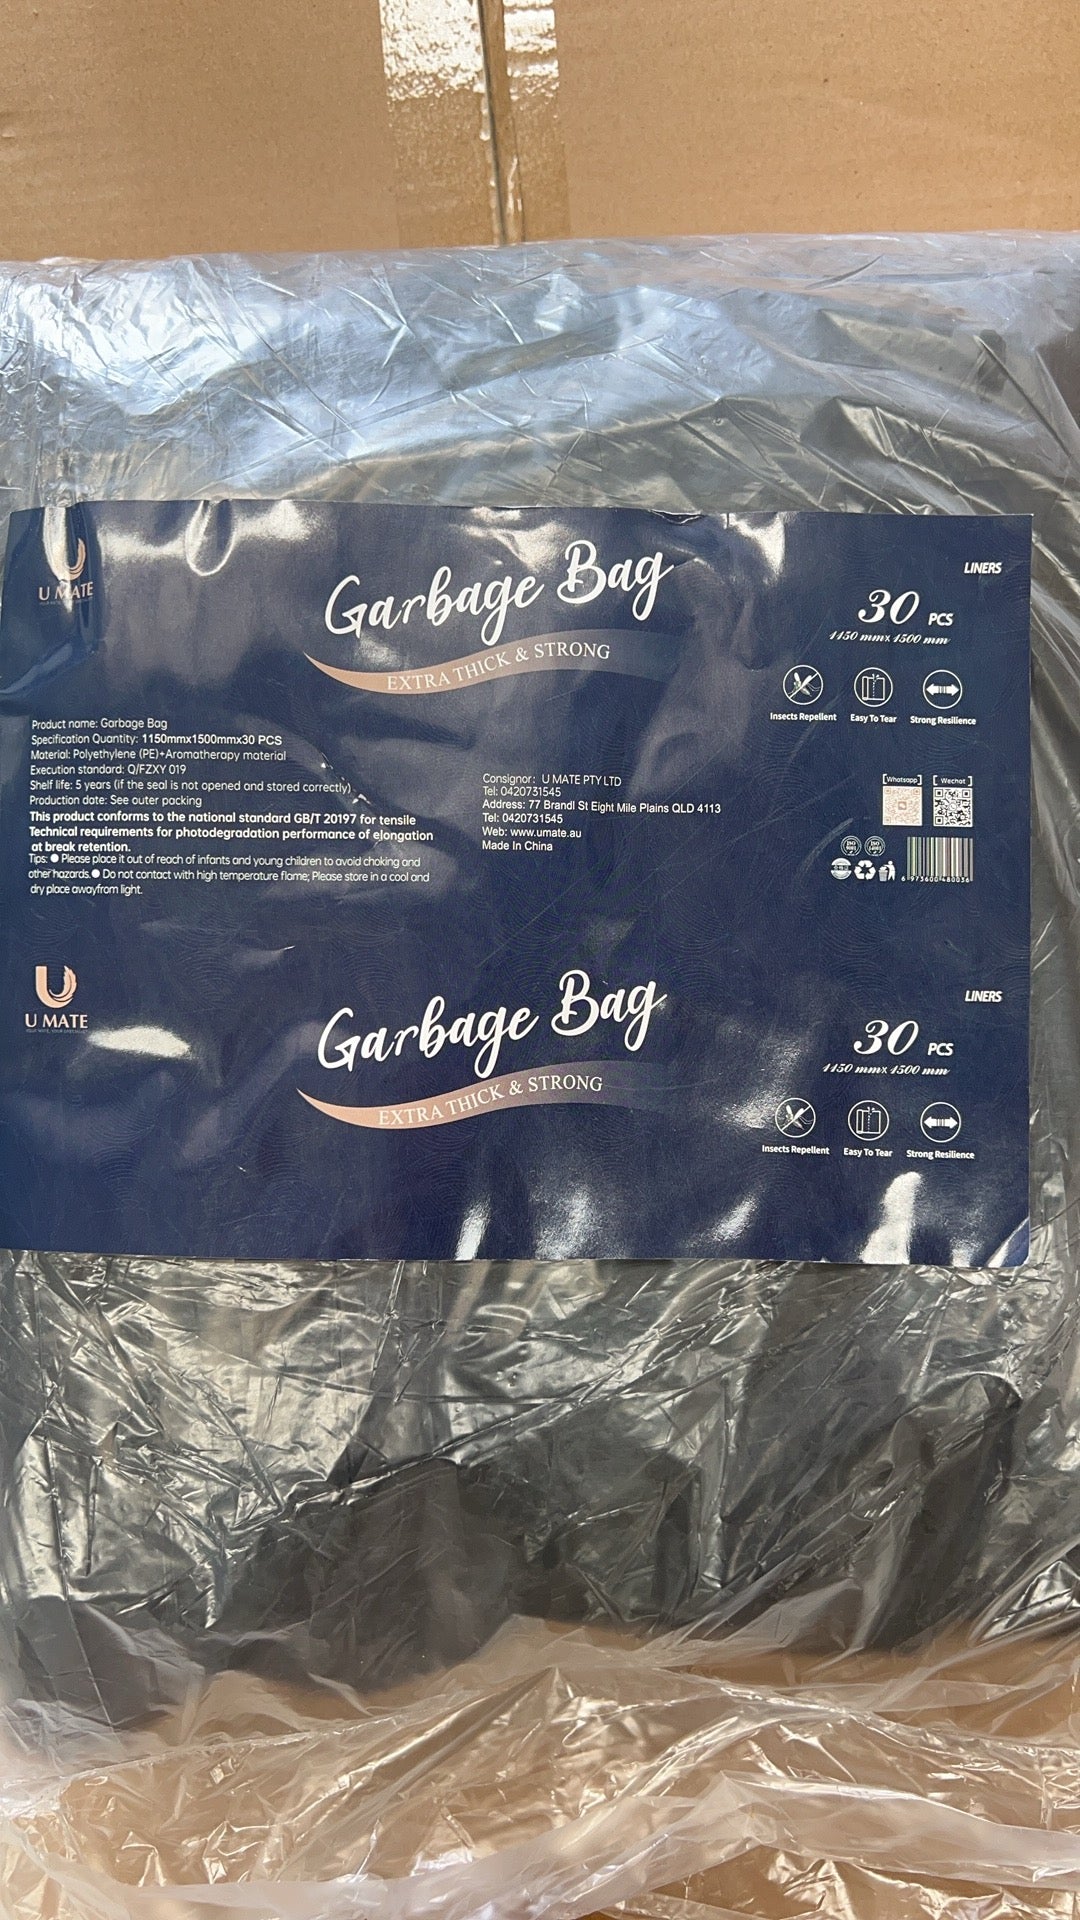 U MATE
Garbage Bag
EXTRA THICK & STRONG
LINERS
30 PCS
1150 mmx 1500 mm
Insects Repellent
Easy To Tear
Strong Resilience
Product name: Garbage Bag
Specification Quantity: 1150mmx1500mmx30 PCS
Material: Polyethylene (PE)+Aromatherapy material
Execution standard: Q/FZXY 019
Shelf life: 5 years (if the seal is not opened and stored correctly)
Production date: See outer packing
This product conforms to the national standard GB/T 20197 for tensile
Technical requirements for photodegradation performance of elongation
at break retention.
Tips: ● Please place it out of reach of infants and young children to avoid choking and
other hazards.● Do not contact with high temperature flame; Please store in a cool and
dry place awayfrom light.
Consignor: U MATE PTY LTD
Tel: 0420731545
Address: 77 Brandl St Eight Mile Plains QLD 4113
Tel: 0420731545
Web: www.umate.au
Made In China
Whatsapp
Wechat
ISO
ISO
6 973600 480036
U MATE
Garbage Bag
EXTRA THICK & STRONG
LINERS
30 PCS
1150 mmx 1500 mm
Insects Repellent
Easy To Tear
Strong Resilience